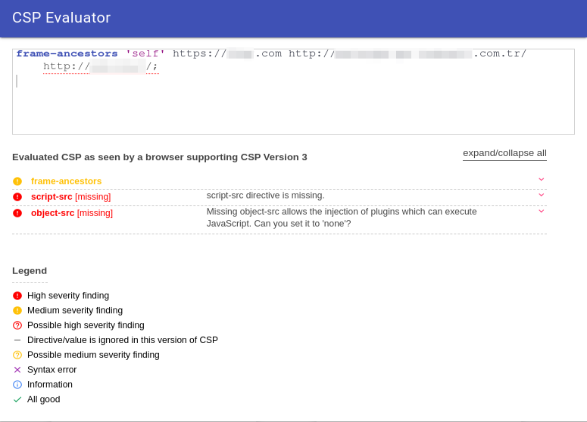 CSP Evaluator
frame-ancestors 'self' https:// .com http:// .com.tr/
http:// /;
Evaluated CSP as seen by a browser supporting CSP Version 3
expand/collapse all
frame-ancestors
script-src [missing] script-src directive is missing.
object-src [missing] Missing object-src allows the injection of plugins which can execute
JavaScript. Can you set it to 'none'?
Legend
High severity finding
Medium severity finding
Possible high severity finding
Directive/value is ignored in this version of CSP
Possible medium severity finding
Syntax error
Information
All good